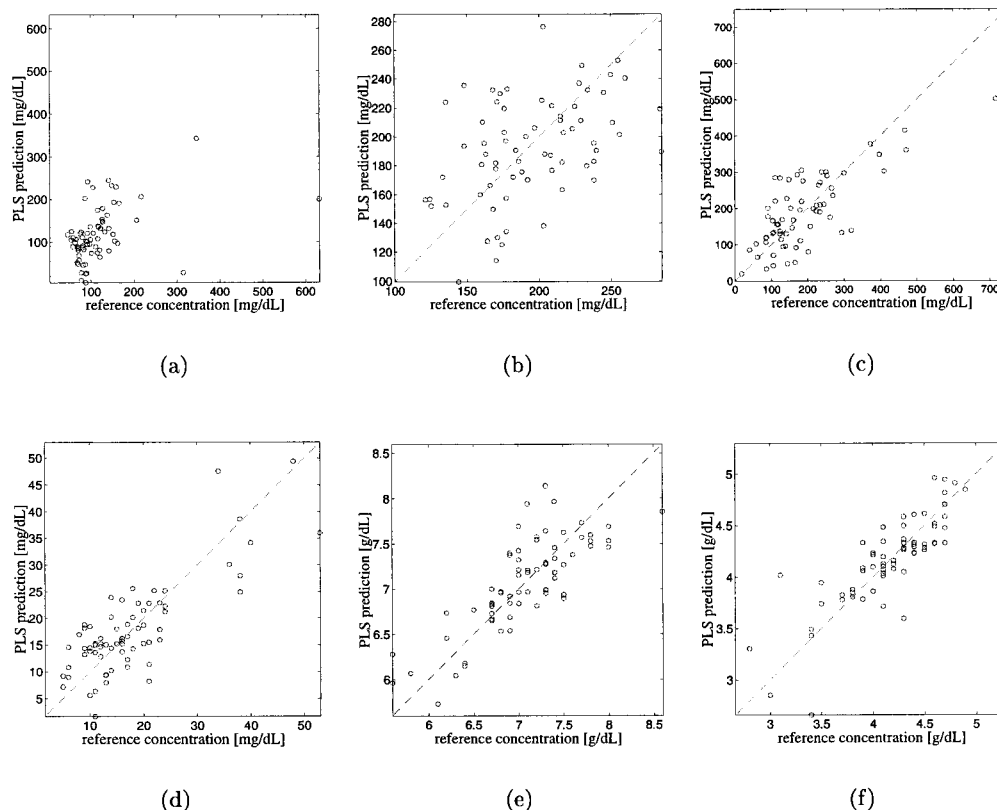 600
500
400
300
200
100
PLS prediction [mg/dL]
100 200 300 400 500 600
reference concentration [mg/dL]
(a)
280
260
240
220
200
180
160
140
120
100
PLS prediction [mg/dL]
100 150 200 250
reference concentration [mg/dL]
(b)
700
600
500
400
300
200
100
0
PLS prediction [mg/dL]
0 100 200 300 400 500 600 700
reference concentration [mg/dL]
(c)
50
45
40
35
30
25
20
15
10
5
PLS prediction [mg/dL]
10 20 30 40 50
reference concentration [mg/dL]
(d)
8.5
8
7.5
7
6.5
6
PLS prediction [g/dL]
6 6.5 7 7.5 8 8.5
reference concentration [g/dL]
(e)
5
4.5
4
3.5
3
PLS prediction [g/dL]
3 3.5 4 4.5 5
reference concentration [g/dL]
(f)